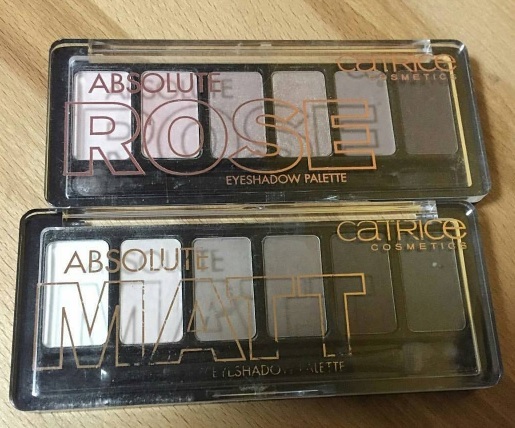 CATRICE
COSMETICS
ABSOLUTE
ROSE
EYESHADOW PALETTE
CATRICE
COSMETICS
ABSOLUTE
MATT
EYESHADOW PALETTE